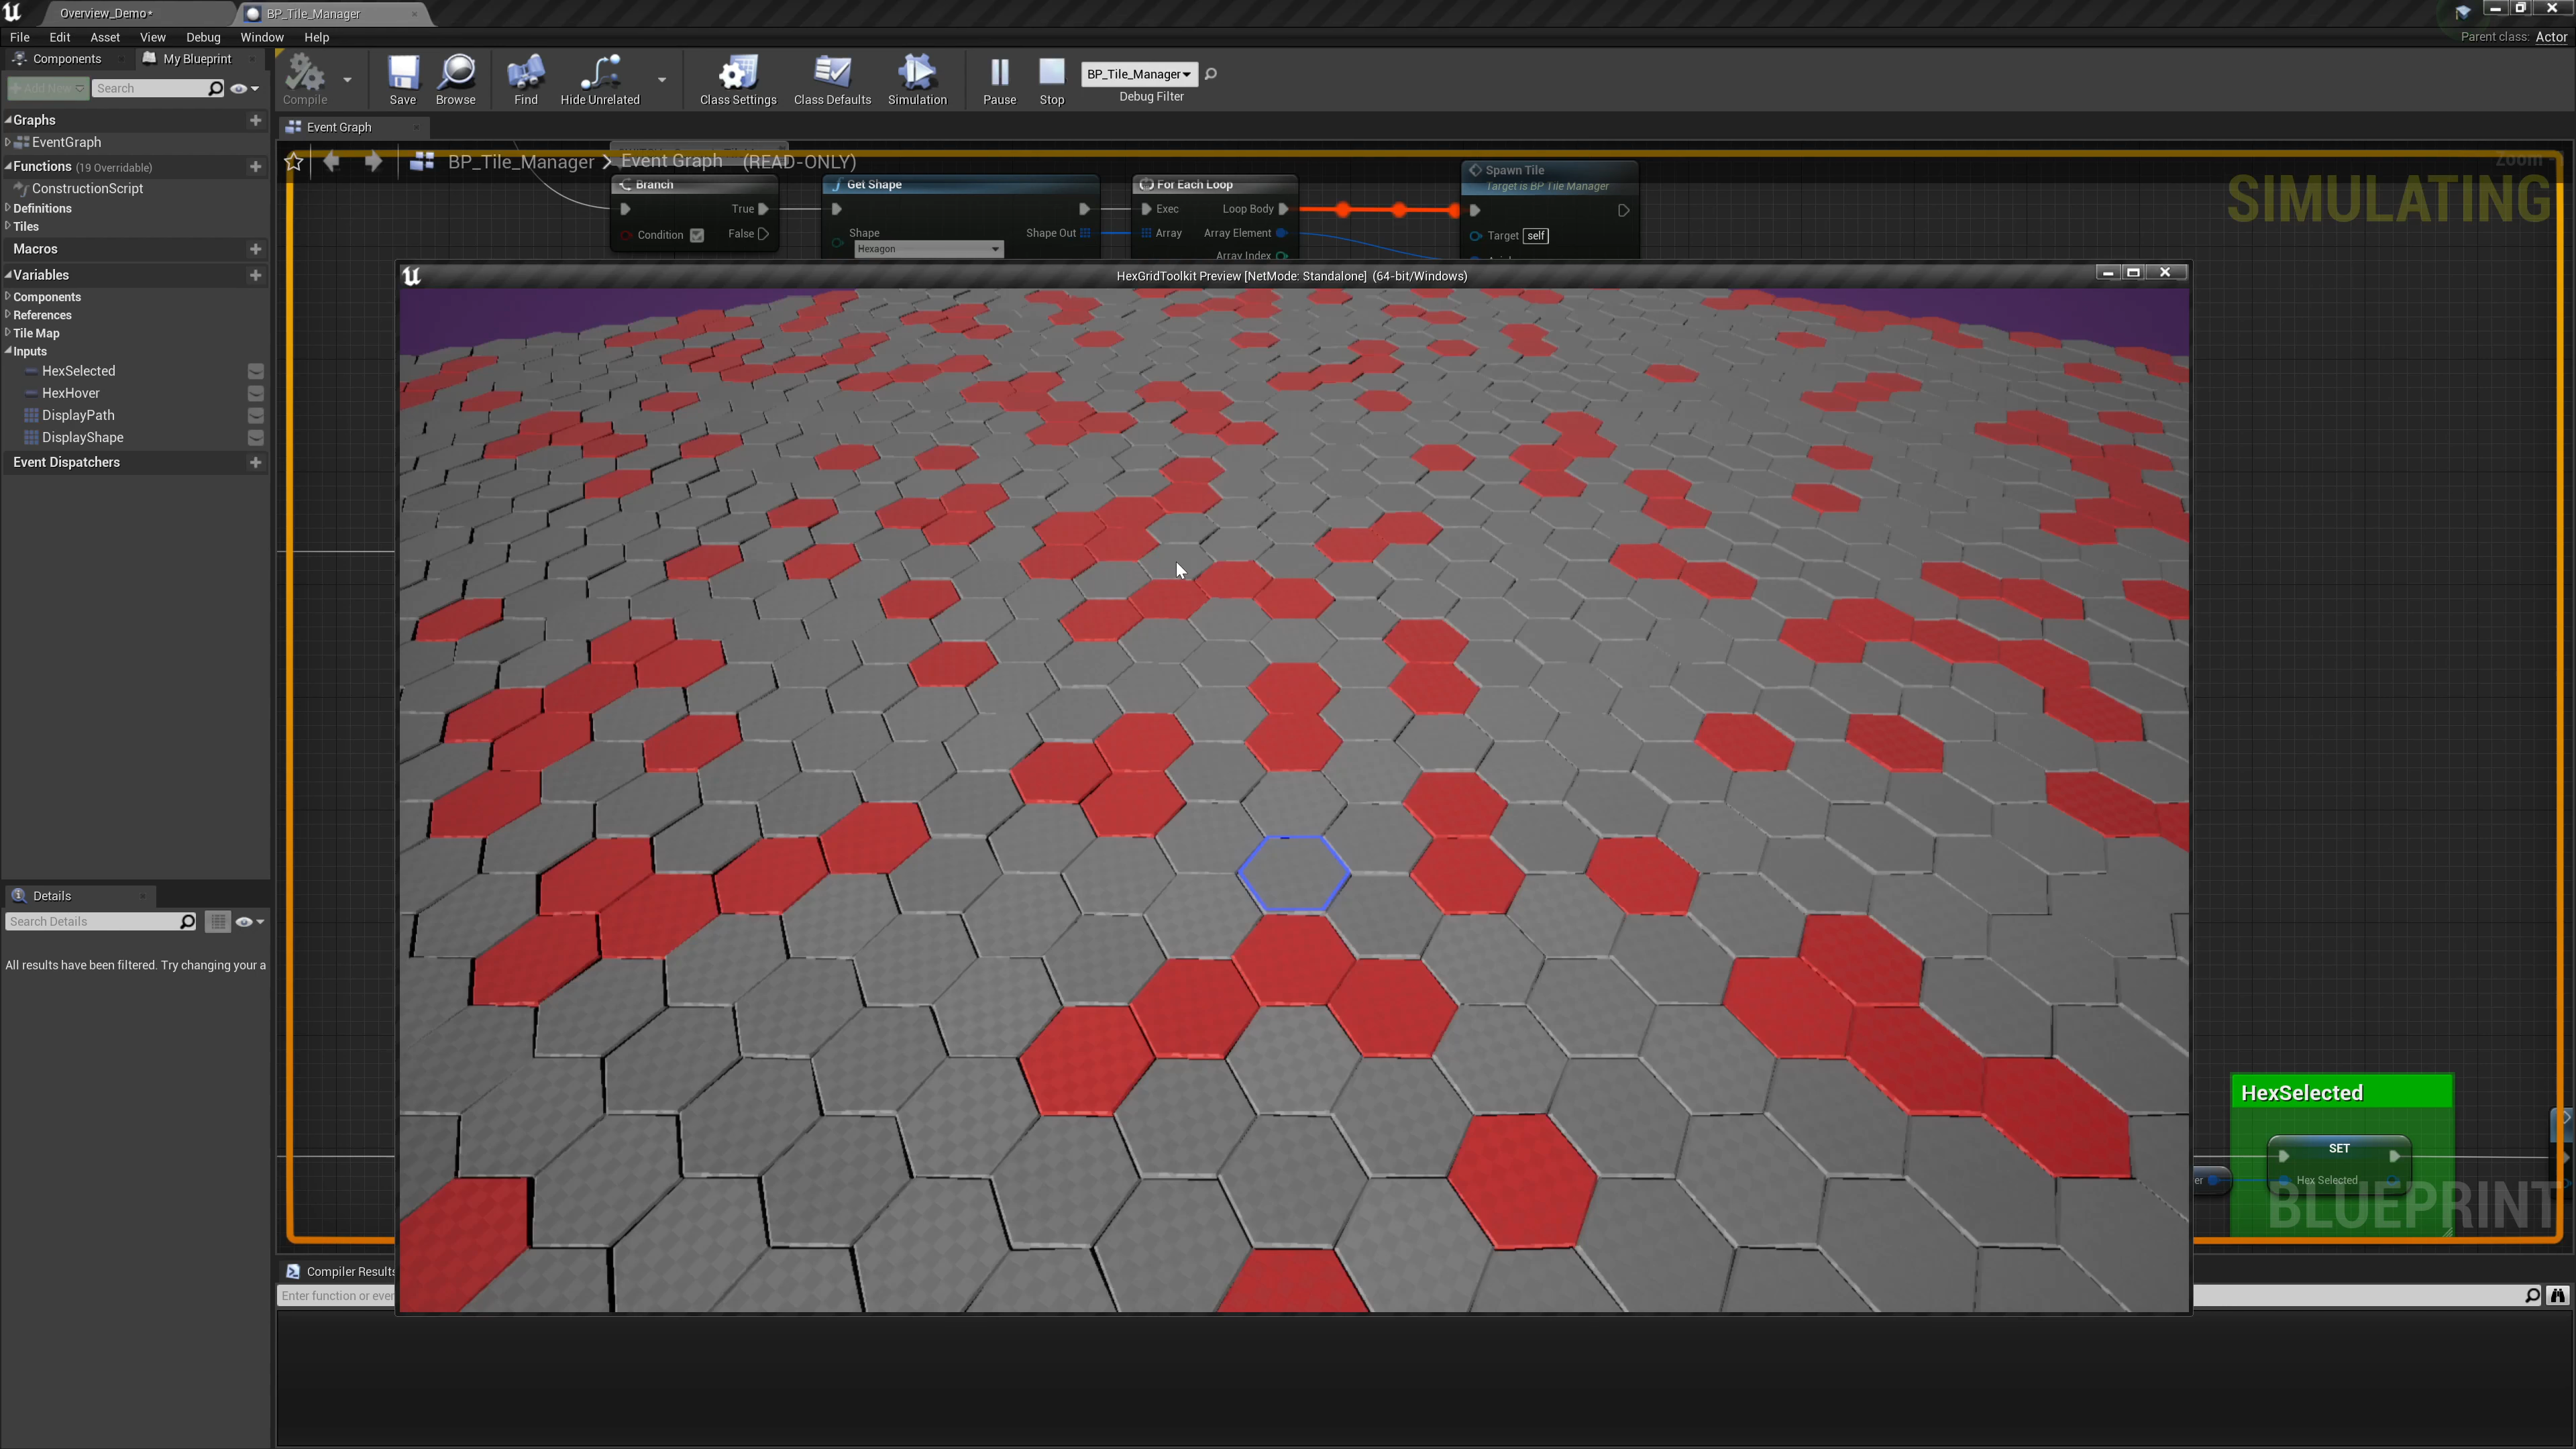 Overview_Demo•
BP_Tile_Manager
File Edit Asset View Debug Window Help
Parent class: Actor
Components
My Blueprint
Add New
Search
Compile
Save
Browse
Find
Hide Unrelated
Class Settings
Class Defaults
Simulation
Pause
Stop
BP_Tile_Manager
Debug Filter
Graphs
EventGraph
Functions (19 Overridable)
ConstructionScript
Definitions
Tiles
Macros
Variables
Components
References
Tile Map
Inputs
HexSelected
HexHover
DisplayPath
DisplayShape
Event Dispatchers
Details
Search Details
All results have been filtered. Try changing your a
Event Graph
BP_Tile_Manager > Event Graph (READ-ONLY)
Zoom
SIMULATING
Branch
True
Condition
False
Get Shape
Shape
Hexagon
Shape Out
For Each Loop
Exec
Loop Body
Array
Array Element
Array Index
Spawn Tile
Target is BP Tile Manager
Target self
HexGridToolkit Preview [NetMode: Standalone] (64-bit/Windows)
HexSelected
SET
er
Hex Selected
BLUEPRINT
Compiler Results
Enter function or ever